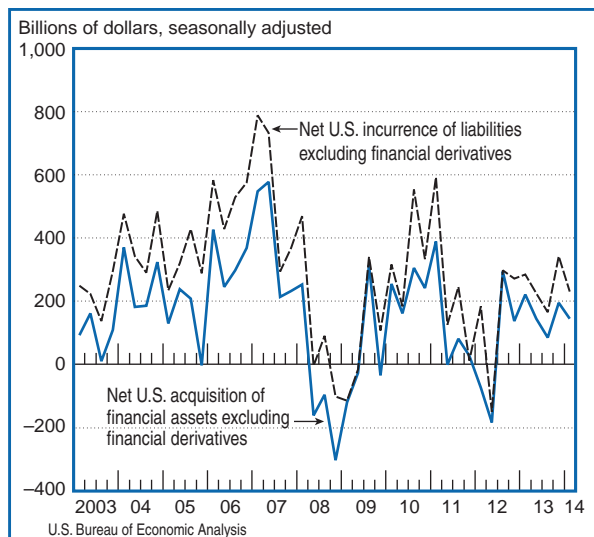 Billions of dollars, seasonally adjusted
1,000
800
600
400
200
0
–200
–400
Net U.S. incurrence of liabilities
excluding financial derivatives
Net U.S. acquisition of
financial assets excluding
financial derivatives
2003 04 05 06 07 08 09 10 11 12 13 14
U.S. Bureau of Economic Analysis